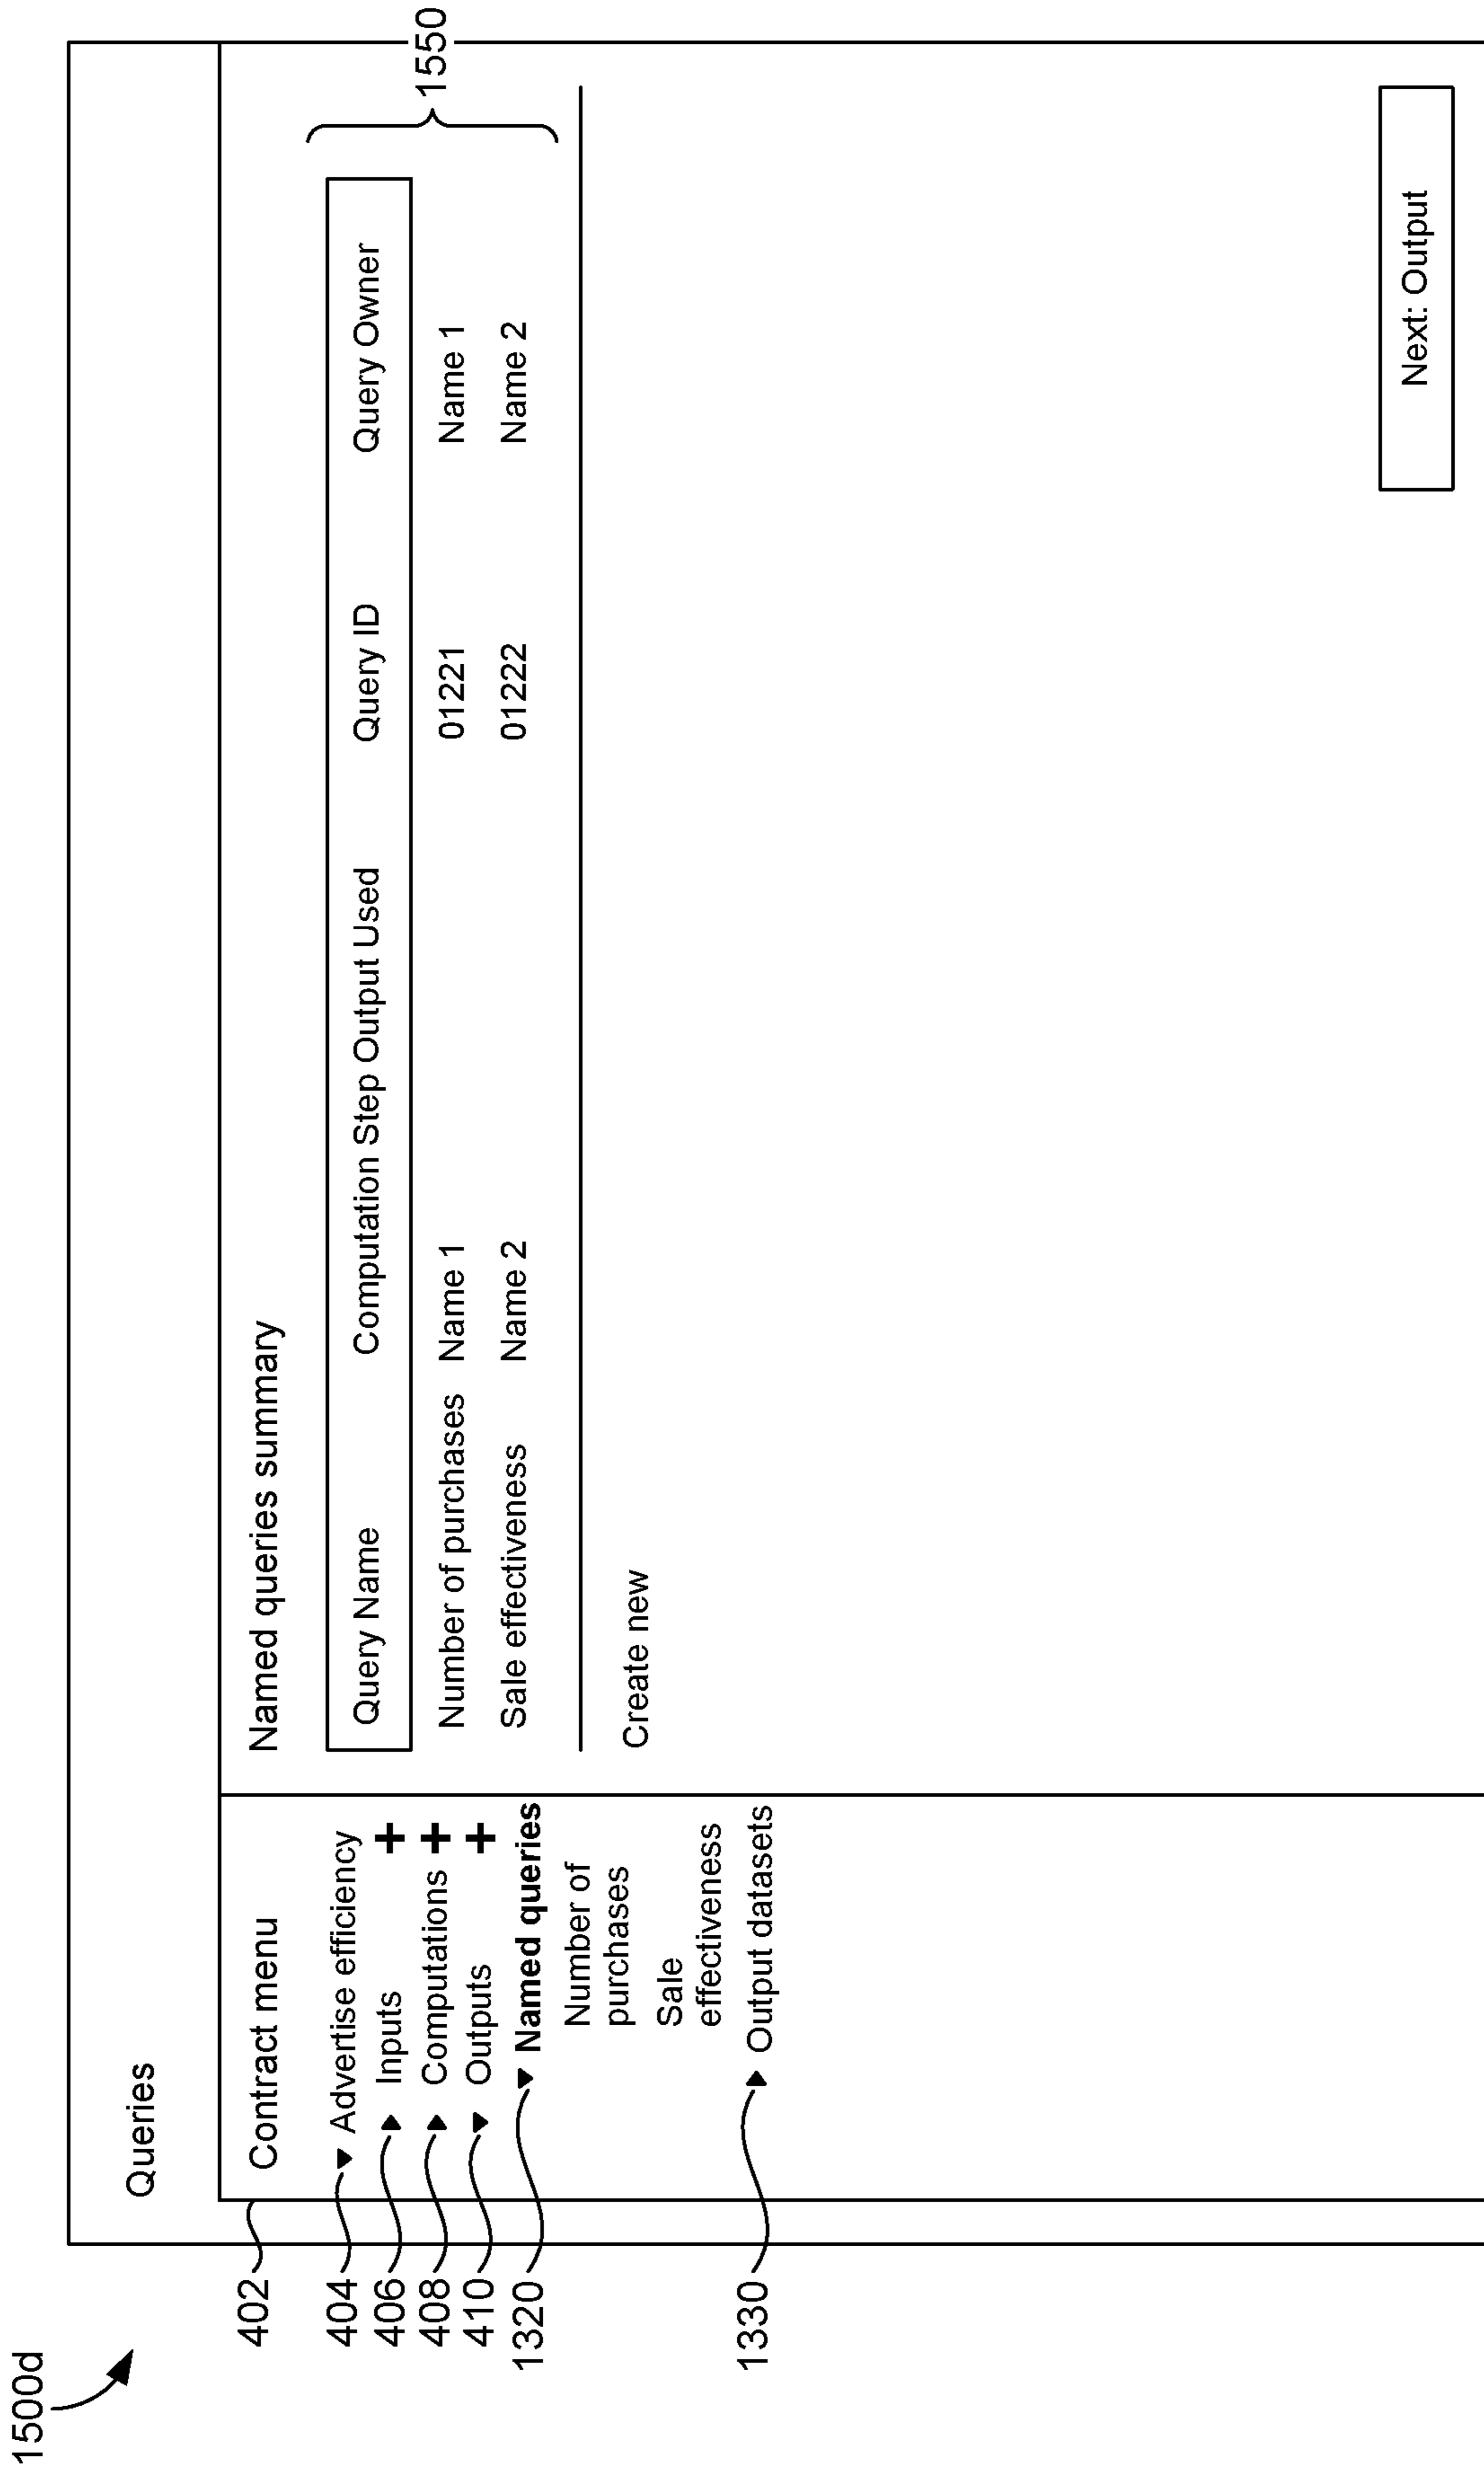 1500d
Queries
402
Contract menu
404
Advertise efficiency
406
Inputs +
408
Computations +
410
Outputs +
1320
Named queries
Number of
purchases
Sale
effectiveness
1330
Output datasets
Named queries summary
Query Name Computation Step Output Used Query ID Query Owner
Number of purchases Name 1 01221 Name 1
Sale effectiveness Name 2 01222 Name 2
1550
Create new
Next: Output